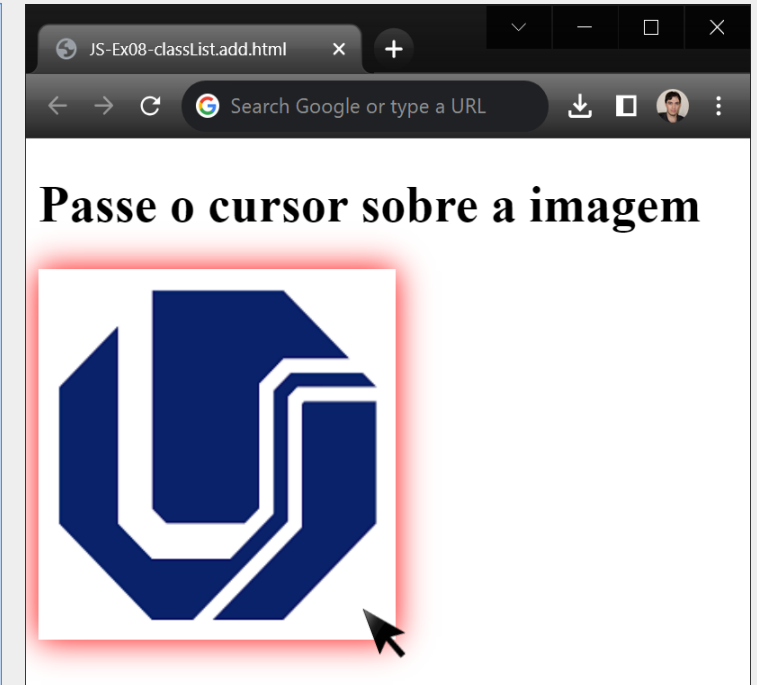 JS-Ex08-classList.add.html
Search Google or type a URL
Passe o cursor sobre a imagem